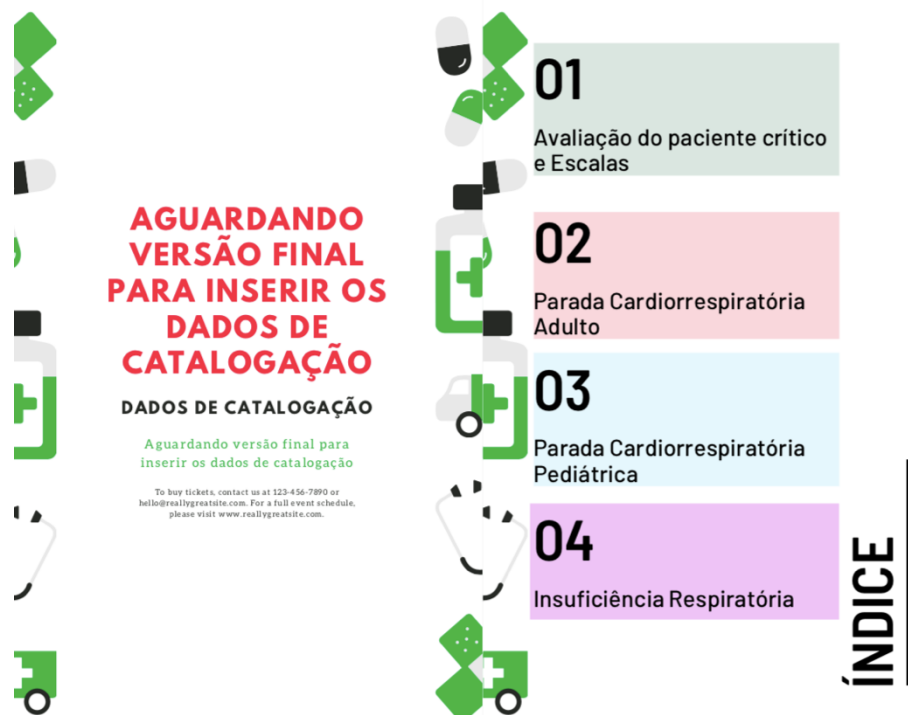 AGUARDANDO
VERSÃO FINAL
PARA INSERIR OS
DADOS DE
CATALOGAÇÃO
DADOS DE CATALOGAÇÃO
Aguardando versão final para
inserir os dados de catalogação
To buy tickets, contact us at 123-456-7890 or
hello@reallygreatsite.com. For a full event schedule,
please visit www.reallygreatsite.com.
01
Avaliação do paciente crítico
e Escalas
02
Parada Cardiorrespiratória
Adulto
03
Parada Cardiorrespiratória
Pediátrica
04
Insuficiência Respiratória
ÍNDICE